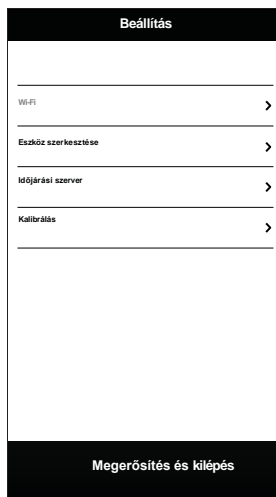 Beállítás
Wi-Fi
Eszköz szerkesztése
Időjárási szerver
Kalibrálás
Megerősítés és kilépés